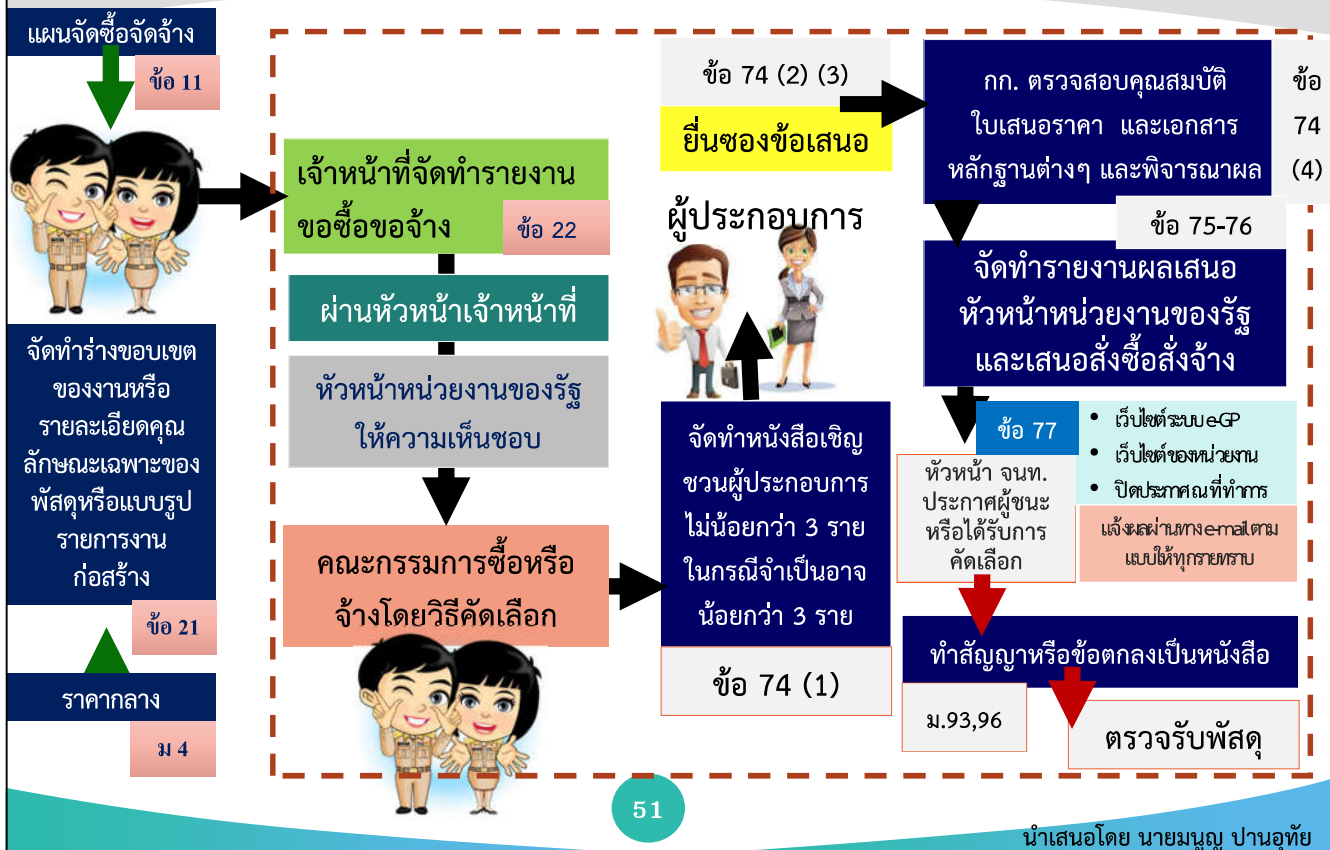 แผนจัดซื้อจัดจ้าง
ข้อ 11
จัดทำร่างขอบเขต
ของงานหรือ
รายละเอียดคุณ
ลักษณะเฉพาะของ
พัสดุหรือแบบรูป
รายการงาน
ก่อสร้าง
ข้อ 21
ราคากลาง
ม 4
เจ้าหน้าที่จัดทำรายงาน
ขอซื้อขอจ้าง
ข้อ 22
ผ่านหัวหน้าเจ้าหน้าที่
หัวหน้าหน่วยงานของรัฐ
ให้ความเห็นชอบ
คณะกรรมการซื้อหรือ
จ้างโดยวิธีคัดเลือก
จัดทำหนังสือเชิญ
ชวนผู้ประกอบการ
ไม่น้อยกว่า 3 ราย
ในกรณีจำเป็นอาจ
น้อยกว่า 3 ราย
ข้อ 74 (1)
ผู้ประกอบการ
ข้อ 74 (2) (3)
ยื่นซองข้อเสนอ
กก. ตรวจสอบคุณสมบัติ
ใบเสนอราคา และเอกสาร
หลักฐานต่างๆ และพิจารณาผล
ข้อ
74
(4)
ข้อ 75-76
จัดทำรายงานผลเสนอ
หัวหน้าหน่วยงานของรัฐ
และเสนอสั่งซื้อสั่งจ้าง
ข้อ 77
• เว็บไซต์ระบบ e-GP
• เว็บไซต์ของหน่วยงาน
• ปิดประกาศ ณ ที่ทำการ
หัวหน้า จนท.
ประกาศผู้ชนะ
หรือได้รับการ
คัดเลือก
แจ้งผลผ่านทาง e-mail ตาม
แบบให้ทุกรายทราบ
ทำสัญญาหรือข้อตกลงเป็นหนังสือ
ม.93,96
ตรวจรับพัสดุ
51
นำเสนอโดย นายมนูญ ปานอุทัย